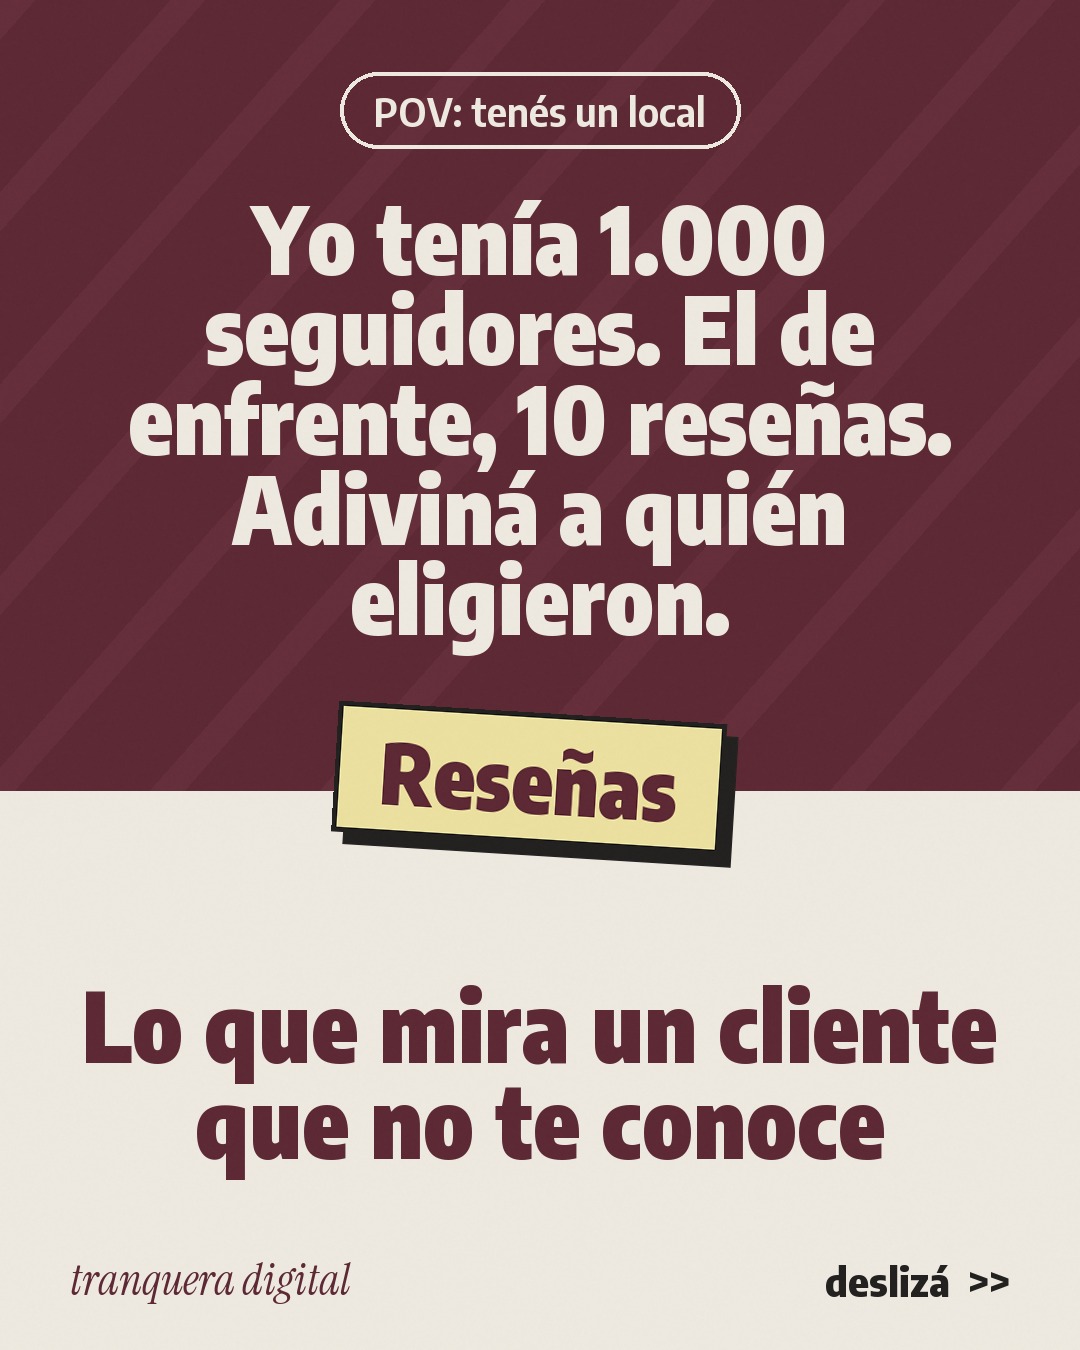 POV: tenés un local
Yo tenía 1.000
seguidores. El de
enfrente, 10 reseñas.
Adiviná a quién
eligieron.
Reseñas
Lo que mira un cliente
que no te conoce
tranquera digital
deslizá >>